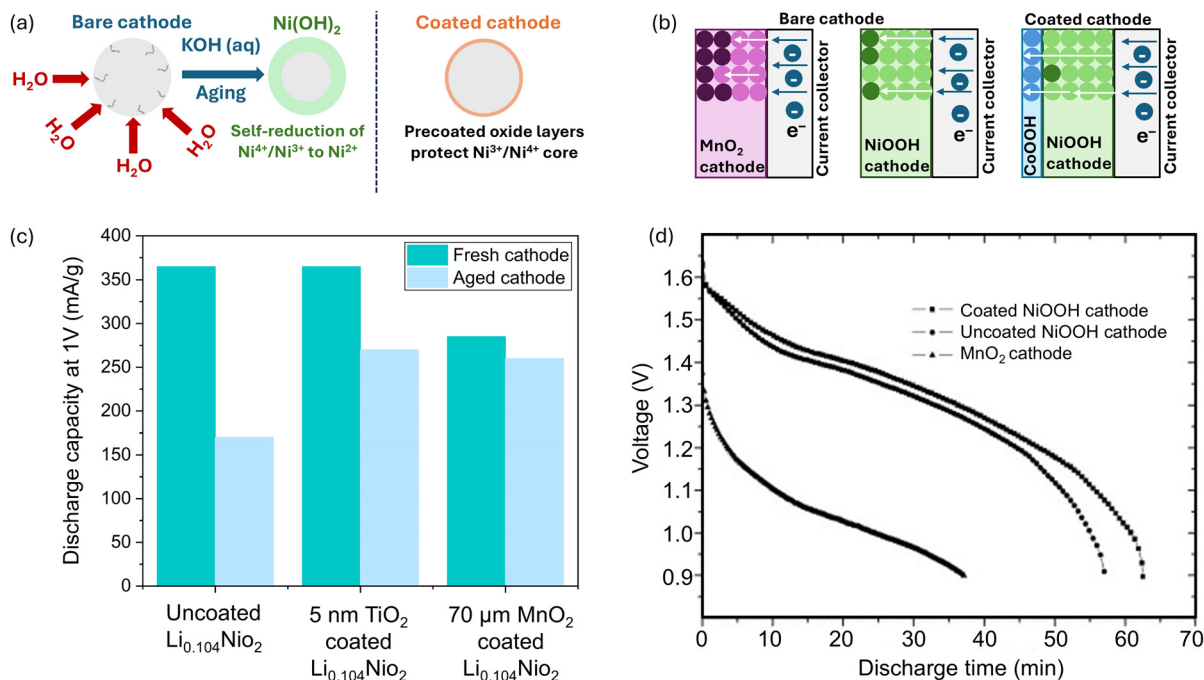 (a)
Bare cathode
H₂O
H₂O
H₂O
H₂O
KOH (aq)
Aging
Ni(OH)₂
Self-reduction of
Ni⁴⁺/Ni³⁺ to Ni²⁺
Coated cathode
Precoated oxide layers
protect Ni³⁺/Ni⁴⁺ core
(b)
Bare cathode
Coated cathode
MnO₂
cathode
e⁻
Current collector
NiOOH
cathode
e⁻
Current collector
CoOOH
NiOOH
cathode
e⁻
Current collector
(c)
Discharge capacity at 1V (mA/g)
400
350
300
250
200
150
100
50
0
Fresh cathode
Aged cathode
Uncoated
Li₀.₁₀₄Nio₂
5 nm TiO₂
coated
Li₀.₁₀₄Nio₂
70 µm MnO₂
coated
Li₀.₁₀₄Nio₂
(d)
Voltage (V)
1.6
1.5
1.4
1.3
1.2
1.1
1.0
0.9
Coated NiOOH cathode
Uncoated NiOOH cathode
MnO₂ cathode
0 10 20 30 40 50 60 70
Discharge time (min)